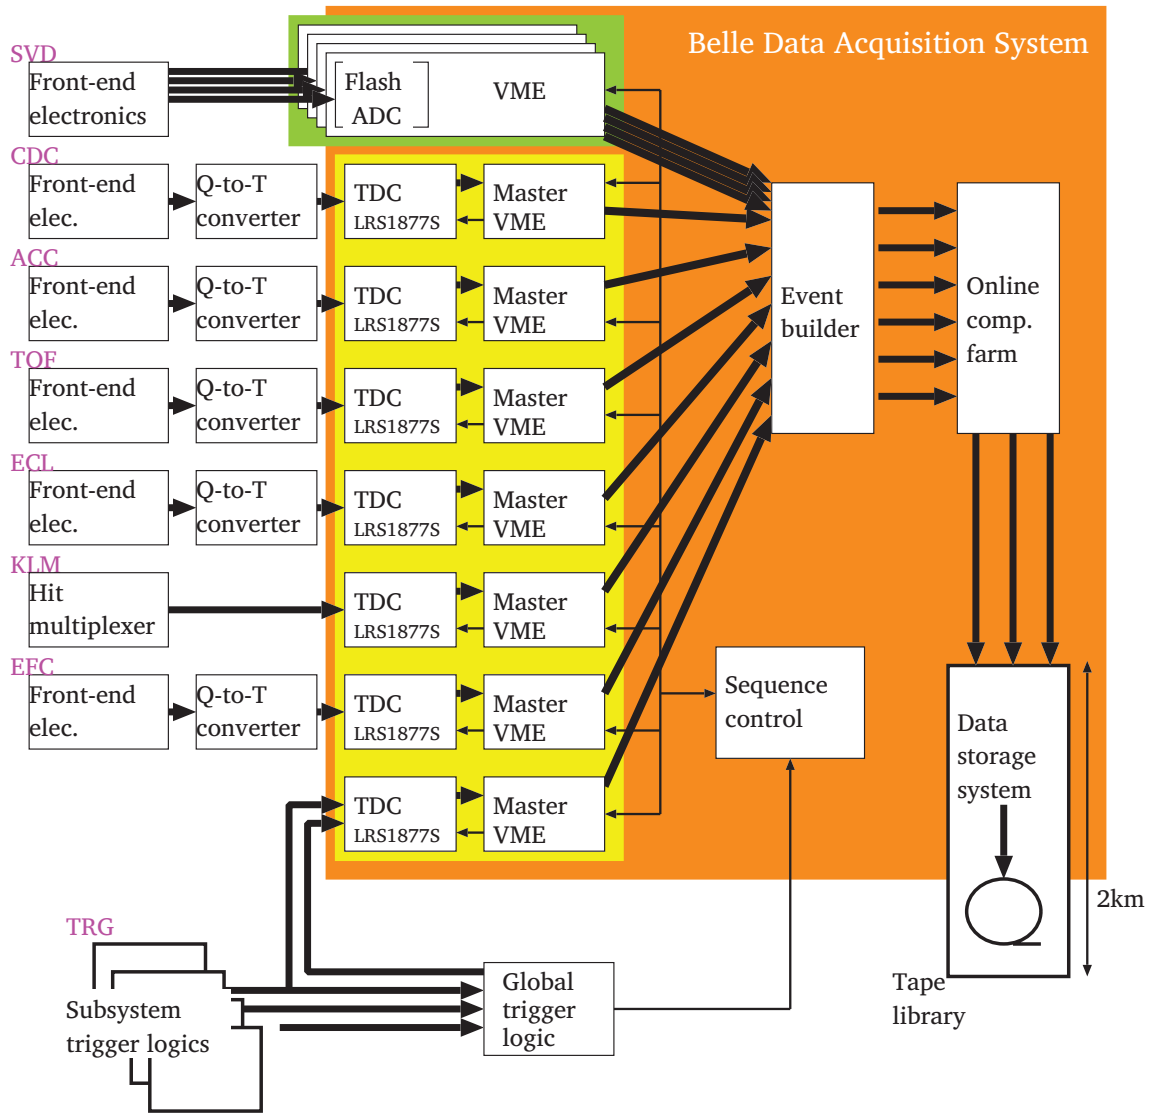 Belle Data Acquisition System
SVD
Front-end
electronics
Flash
ADC
VME
CDC
Front-end
elec.
Q-to-T
converter
TDC
LRS1877S
Master
VME
ACC
Front-end
elec.
Q-to-T
converter
TDC
LRS1877S
Master
VME
TOF
Front-end
elec.
Q-to-T
converter
TDC
LRS1877S
Master
VME
ECL
Front-end
elec.
Q-to-T
converter
TDC
LRS1877S
Master
VME
KLM
Hit
multiplexer
TDC
LRS1877S
Master
VME
EFC
Front-end
elec.
Q-to-T
converter
TDC
LRS1877S
Master
VME
TDC
LRS1877S
Master
VME
Event
builder
Online
comp.
farm
Sequence
control
Data
storage
system
2km
Tape
library
TRG
Subsystem
trigger logics
Global
trigger
logic